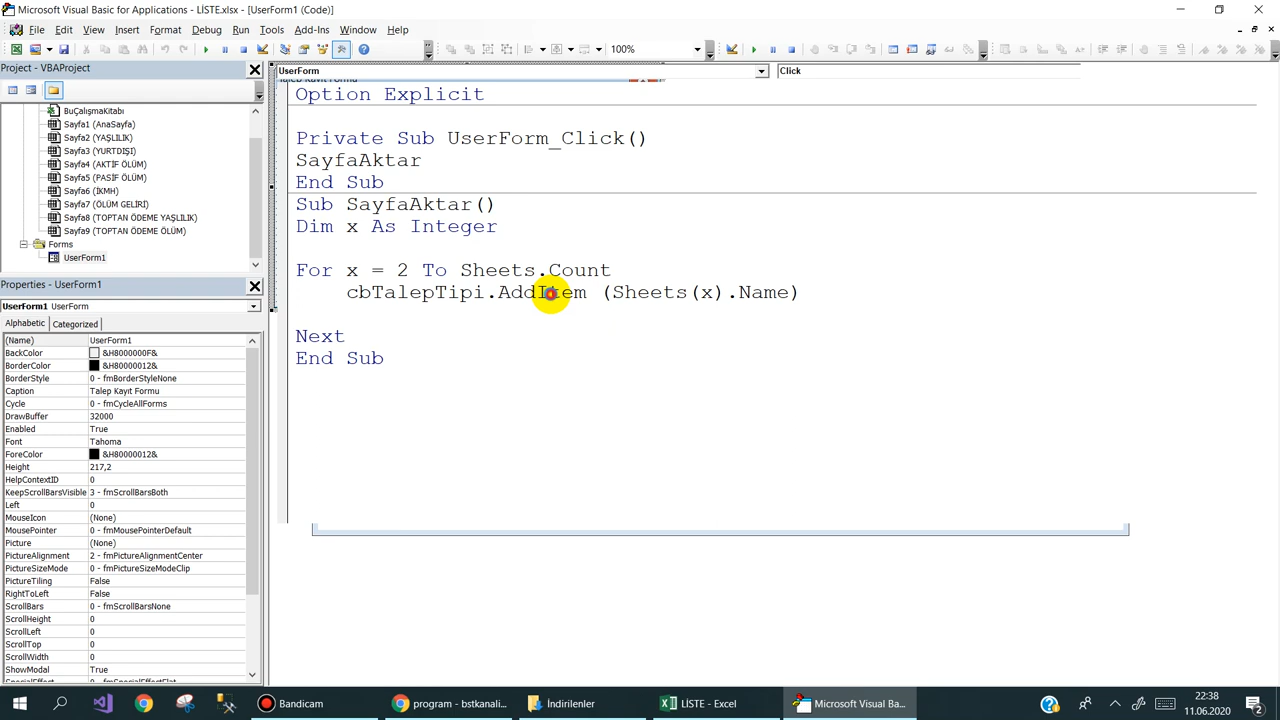 Microsoft Visual Basic for Applications - LİSTE.xlsx - [UserForm1 (Code)]
File Edit View Insert Format Debug Run Tools Add-Ins Window Help
100%
Project - VBAProject
BuÇalışmaKitabı
Sayfa1 (AnaSayfa)
Sayfa2 (YAŞLILIK)
Sayfa3 (YURTDIŞI)
Sayfa4 (AKTİF ÖLÜM)
Sayfa5 (PASİF ÖLÜM)
Sayfa6 (İKMH)
Sayfa7 (ÖLÜM GELIRI)
Sayfa8 (TOPTAN ÖDEME YAŞLILIK)
Sayfa9 (TOPTAN ÖDEME ÖLÜM)
Forms
UserForm1
Properties - UserForm1
UserForm1 UserForm
Alphabetic Categorized
(Name) UserForm1
BackColor &H8000000F&
BorderColor &H80000012&
BorderStyle 0 - fmBorderStyleNone
Caption Talep Kayıt Formu
Cycle 0 - fmCycleAllForms
DrawBuffer 32000
Enabled True
Font Tahoma
ForeColor &H80000012&
Height 217,2
HelpContextID 0
KeepScrollBarsVisible 3 - fmScrollBarsBoth
Left 0
MouseIcon (None)
MousePointer 0 - fmMousePointerDefault
Picture (None)
PictureAlignment 2 - fmPictureAlignmentCenter
PictureSizeMode 0 - fmPictureSizeModeClip
PictureTiling False
RightToLeft False
ScrollBars 0 - fmScrollBarsNone
ScrollHeight 0
ScrollLeft 0
ScrollTop 0
ScrollWidth 0
ShowModal True
SpecialEffect 0 - fmSpecialEffectFlat
UserForm Click
Talep Kayıt Formu
Option Explicit
Private Sub UserForm_Click()
SayfaAktar
End Sub
Sub SayfaAktar()
Dim x As Integer
For x = 2 To Sheets.Count
cbTalepTipi.AddItem (Sheets(x).Name)
Next
End Sub
Bandicam
program - bstkanali...
İndirilenler
LİSTE - Excel
Microsoft Visual Ba...
22:38
11.06.2020
2